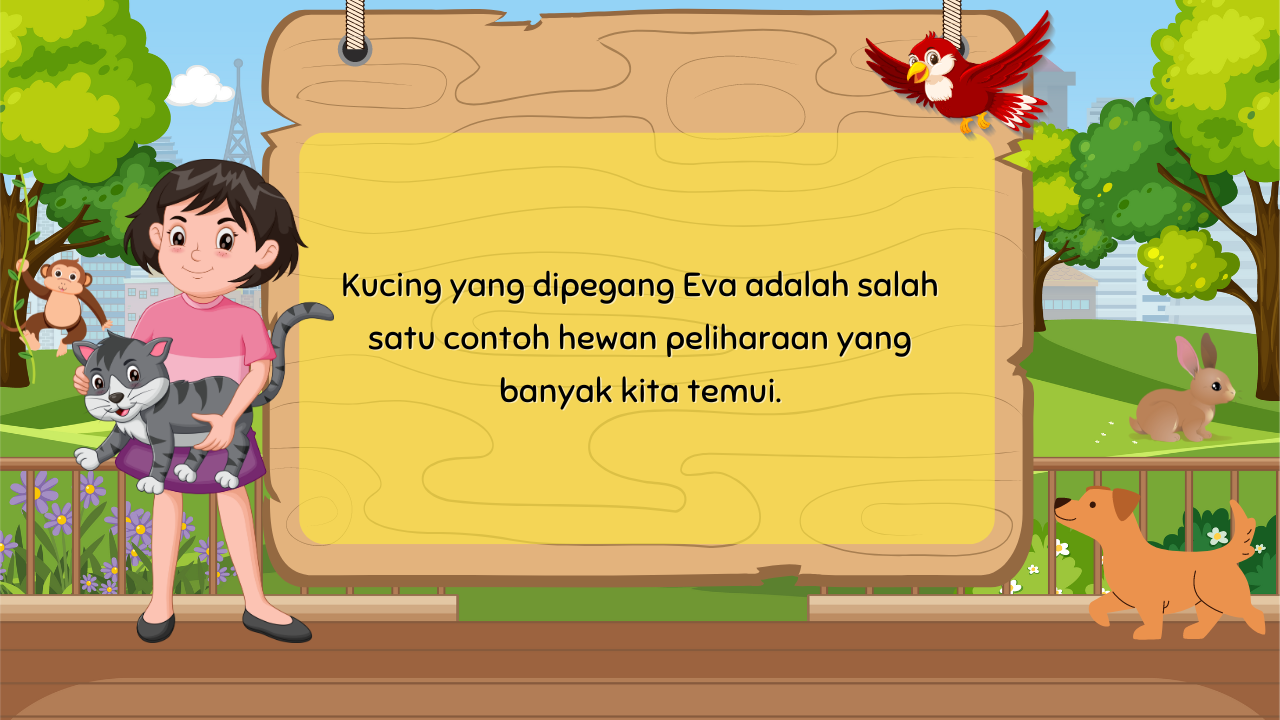 Kucing yang dipegang Eva adalah salah
satu contoh hewan peliharaan yang
banyak kita temui.